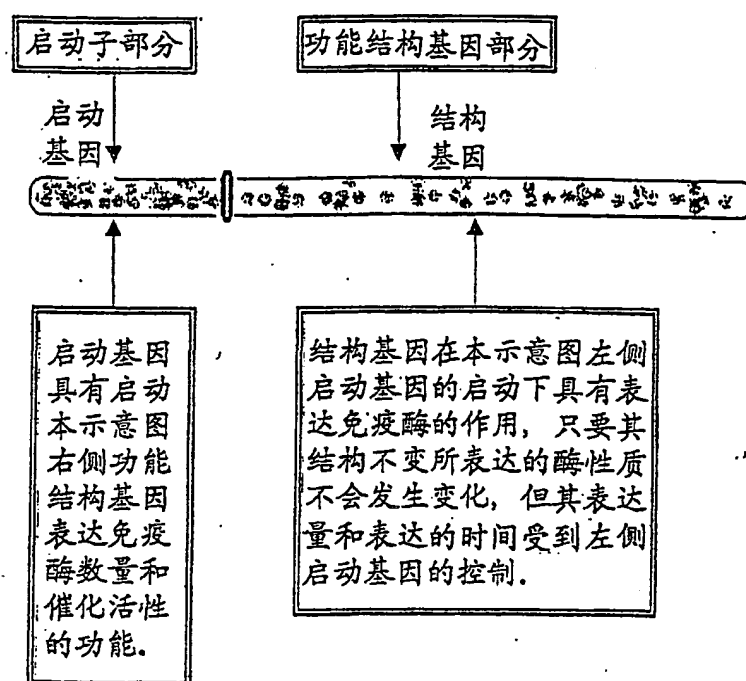 启动子部分
功能结构基因部分
启动
基因
结构
基因
启动基因
具有启动
本示意图
右侧功能
结构基因
表达免疫
酶数量和
催化活性
的功能.
结构基因在本示意图左侧
启动基因的启动下具有表
达免疫酶的作用，只要其
结构不变所表达的酶性质
不会发生变化，但其表达
量和表达的时间受到左侧
启动基因的控制.